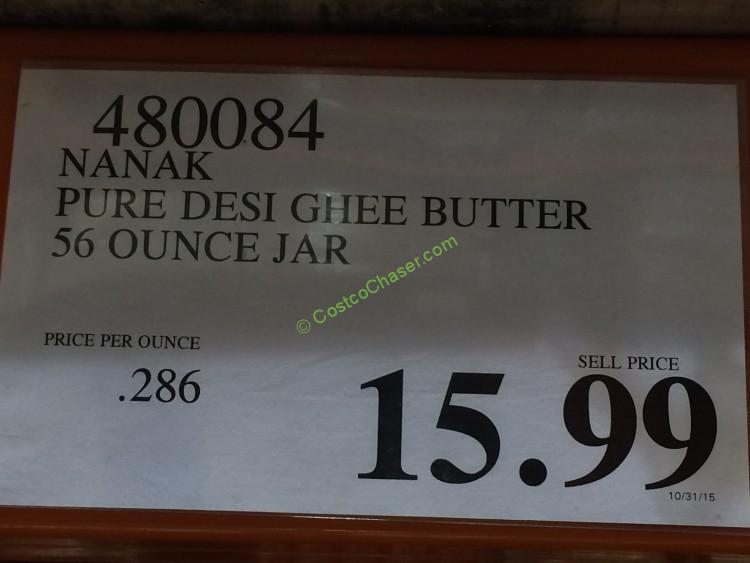 480084
NANAK
PURE DESI GHEE BUTTER
56 OUNCE JAR
© CostcoChaser.com
PRICE PER OUNCE
.286
SELL PRICE
15.99
10/31/15